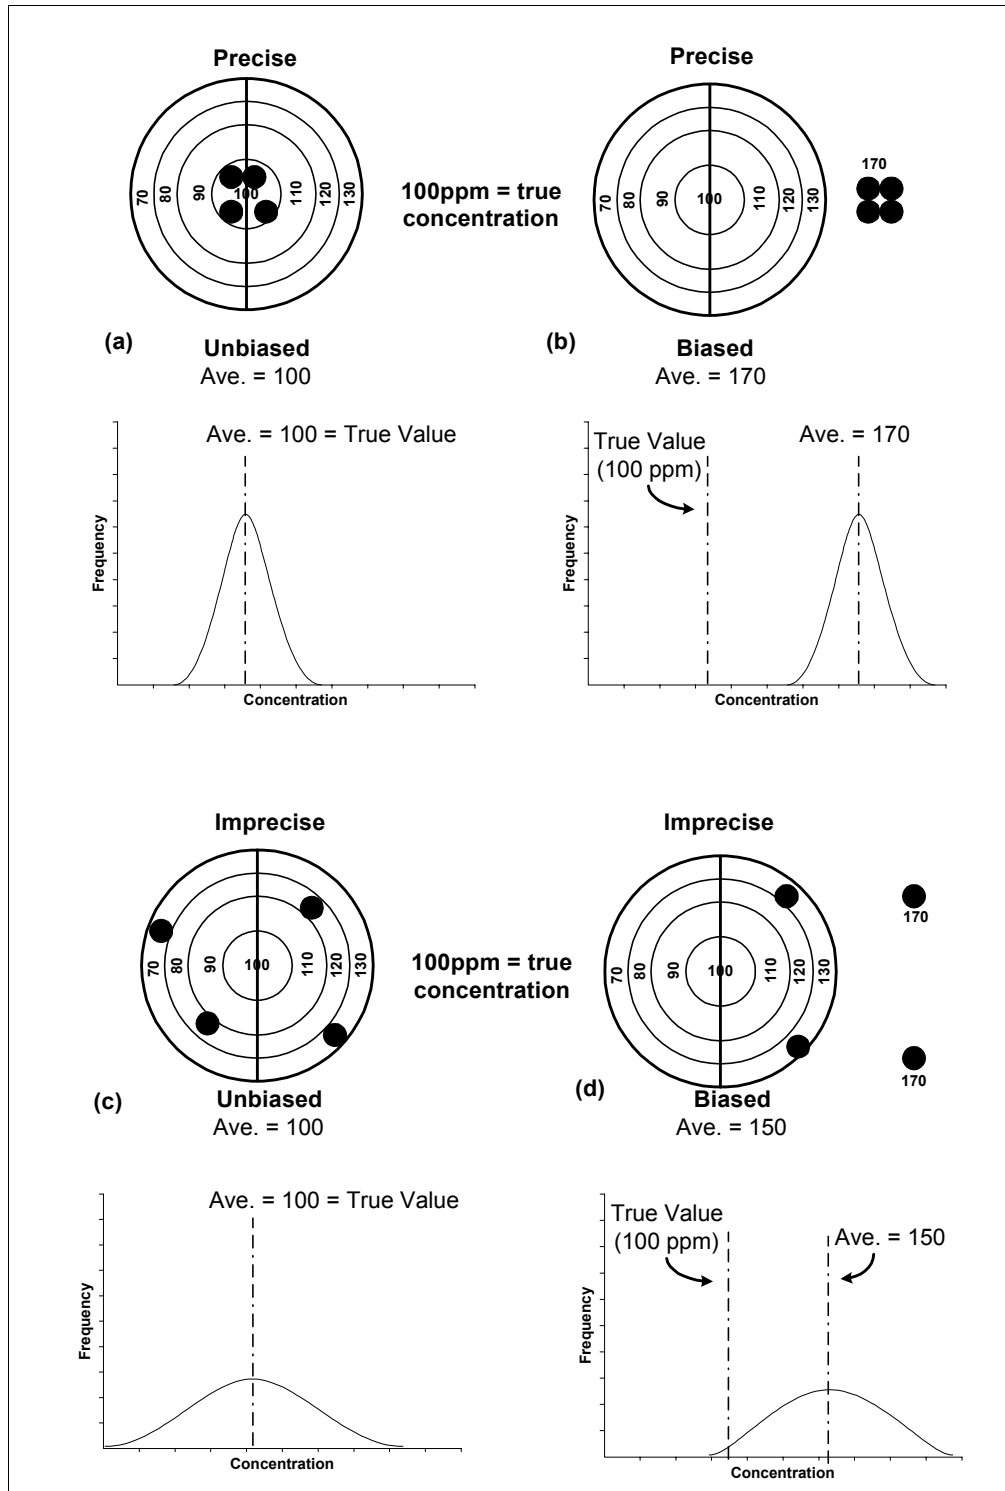 Precise
70
80
90
100
110
120
130
(a)
Unbiased
Ave. = 100
100ppm = true
concentration
Precise
70
80
90
100
110
120
130
170
(b)
Biased
Ave. = 170
Ave. = 100 = True Value
Frequency
Concentration
True Value
(100 ppm)
Ave. = 170
Frequency
Concentration
Imprecise
70
80
90
100
110
120
130
(c)
Unbiased
Ave. = 100
100ppm = true
concentration
Imprecise
70
80
90
100
110
120
130
170
170
(d)
Biased
Ave. = 150
Ave. = 100 = True Value
Frequency
Concentration
True Value
(100 ppm)
Ave. = 150
Frequency
Concentration